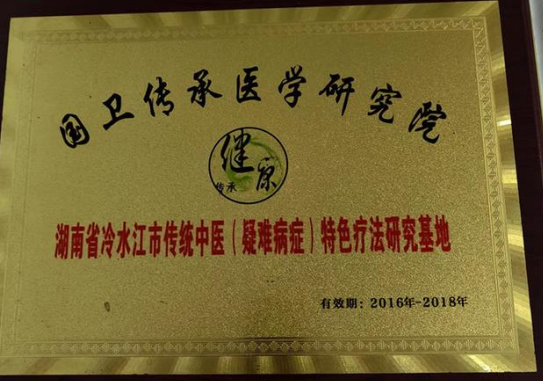 国卫传承医学研究院
健康
传承
湖南省冷水江市传统中医（疑难病症）特色疗法研究基地
有效期：2016年-2018年